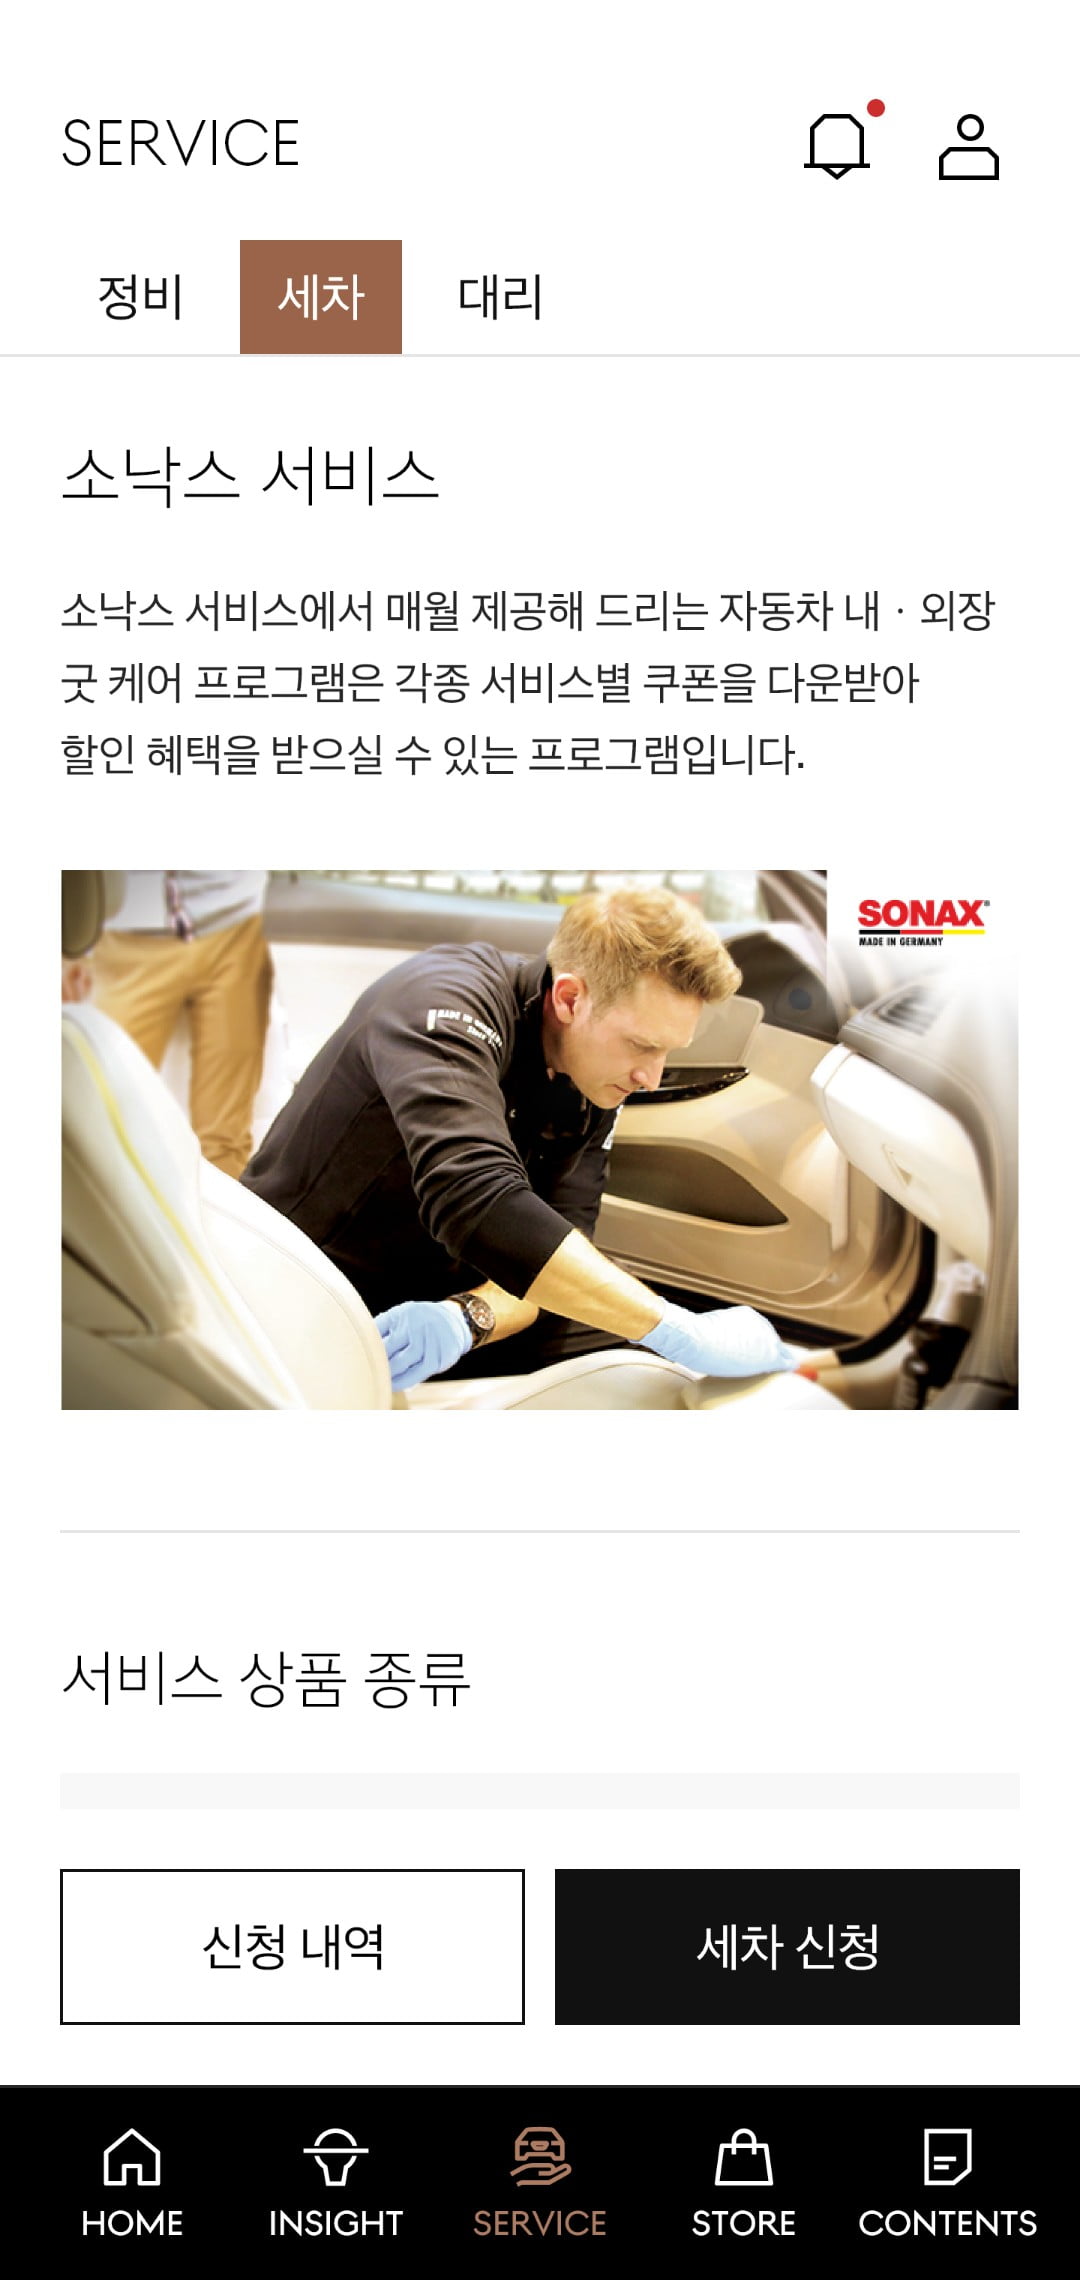 SERVICE
정비 세차 대리
소낙스 서비스
소낙스 서비스에서 매월 제공해 드리는 자동차 내 · 외장
굿 케어 프로그램은 각종 서비스별 쿠폰을 다운받아
할인 혜택을 받으실 수 있는 프로그램입니다.
SONAX®
MADE IN GERMANY
MADE IN GERMANY
서비스 상품 종류
신청 내역 세차 신청
HOME INSIGHT SERVICE STORE CONTENTS